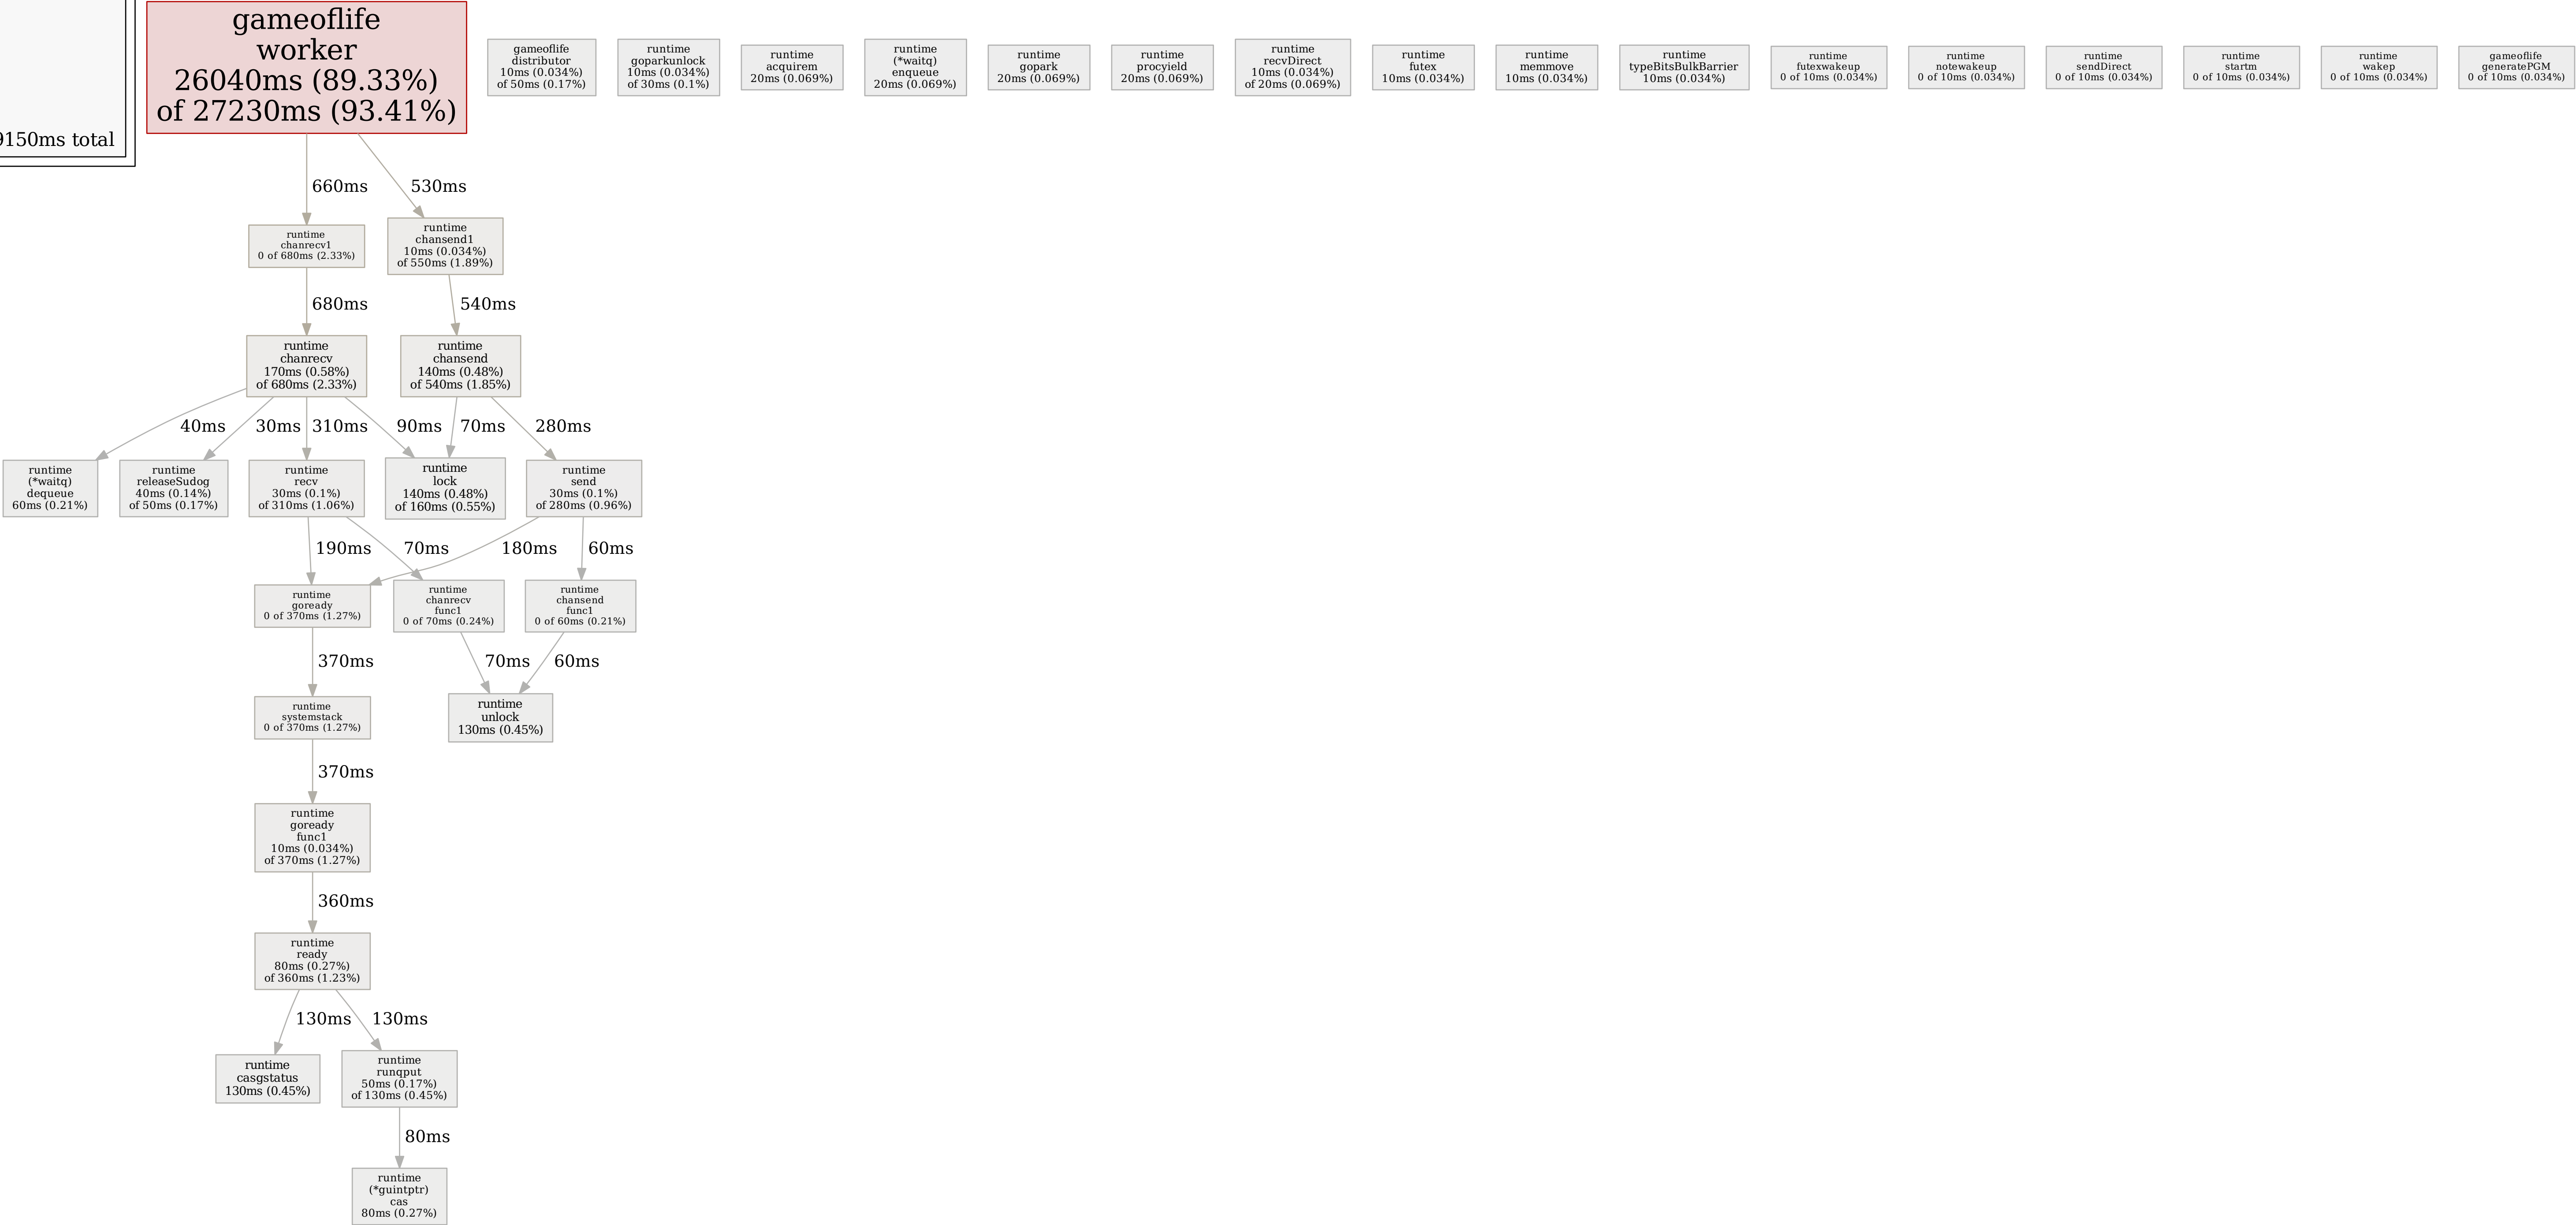 gameoflife
worker
26040ms (89.33%)
of 27230ms (93.41%)
gameoflife
distributor
10ms (0.034%)
of 50ms (0.17%)
runtime
goparkunlock
10ms (0.034%)
of 30ms (0.1%)
runtime
acquirem
20ms (0.069%)
runtime
(*waitq)
enqueue
20ms (0.069%)
runtime
gopark
20ms (0.069%)
runtime
procyield
20ms (0.069%)
runtime
recvDirect
10ms (0.034%)
of 20ms (0.069%)
runtime
futex
10ms (0.034%)
runtime
memmove
10ms (0.034%)
runtime
typeBitsBulkBarrier
10ms (0.034%)
runtime
futexwakeup
0 of 10ms (0.034%)
runtime
notewakeup
0 of 10ms (0.034%)
runtime
sendDirect
0 of 10ms (0.034%)
runtime
startm
0 of 10ms (0.034%)
runtime
wakep
0 of 10ms (0.034%)
gameoflife
generatePGM
0 of 10ms (0.034%)
9150ms total
660ms
530ms
runtime
chanrecv1
0 of 680ms (2.33%)
runtime
chansend1
10ms (0.034%)
of 550ms (1.89%)
680ms
540ms
runtime
chanrecv
170ms (0.58%)
of 680ms (2.33%)
runtime
chansend
140ms (0.48%)
of 540ms (1.85%)
40ms
30ms
310ms
90ms
70ms
280ms
runtime
(*waitq)
dequeue
60ms (0.21%)
runtime
releaseSudog
40ms (0.14%)
of 50ms (0.17%)
runtime
recv
30ms (0.1%)
of 310ms (1.06%)
runtime
lock
140ms (0.48%)
of 160ms (0.55%)
runtime
send
30ms (0.1%)
of 280ms (0.96%)
190ms
70ms
180ms
60ms
runtime
goready
0 of 370ms (1.27%)
runtime
chanrecv
func1
0 of 70ms (0.24%)
runtime
chansend
func1
0 of 60ms (0.21%)
370ms
70ms
60ms
runtime
systemstack
0 of 370ms (1.27%)
runtime
unlock
130ms (0.45%)
370ms
runtime
goready
func1
10ms (0.034%)
of 370ms (1.27%)
360ms
runtime
ready
80ms (0.27%)
of 360ms (1.23%)
130ms
130ms
runtime
casgstatus
130ms (0.45%)
runtime
runqput
50ms (0.17%)
of 130ms (0.45%)
80ms
runtime
(*guintptr)
cas
80ms (0.27%)